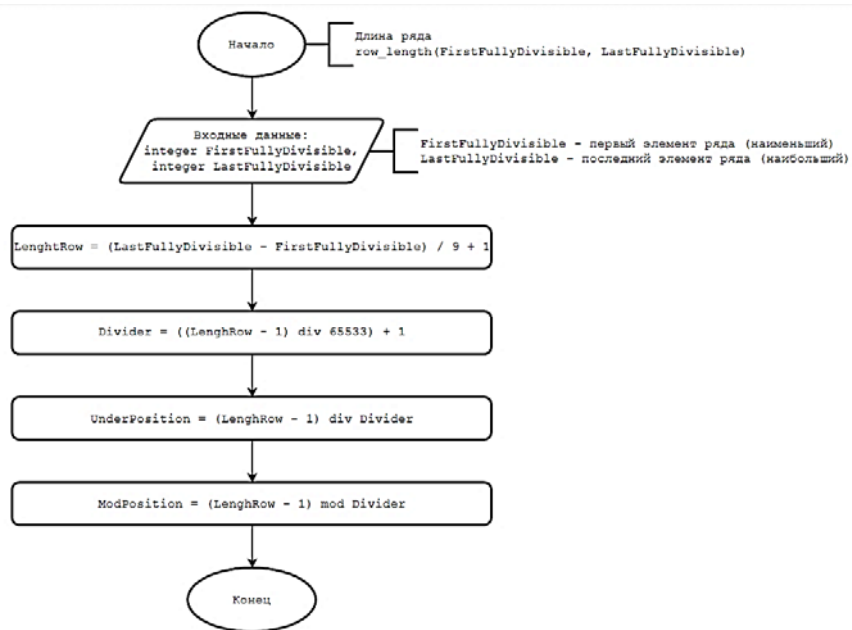 Начало
Длина ряда
row_length(FirstFullyDivisible, LastFullyDivisible)
Входные данные:
integer FirstFullyDivisible,
integer LastFullyDivisible
FirstFullyDivisible - первый элемент ряда (наименьший)
LastFullyDivisible - последний элемент ряда (наибольший)
LenghtRow = (LastFullyDivisible - FirstFullyDivisible) / 9 + 1
Divider = ((LenghRow - 1) div 65533) + 1
UnderPosition = (LenghRow - 1) div Divider
ModPosition = (LenghRow - 1) mod Divider
Конец